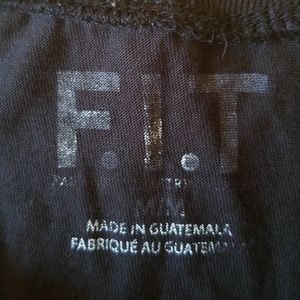 F.I.T
M/M
MADE IN GUATEMALA
FABRIQUÉ AU GUATEMALA